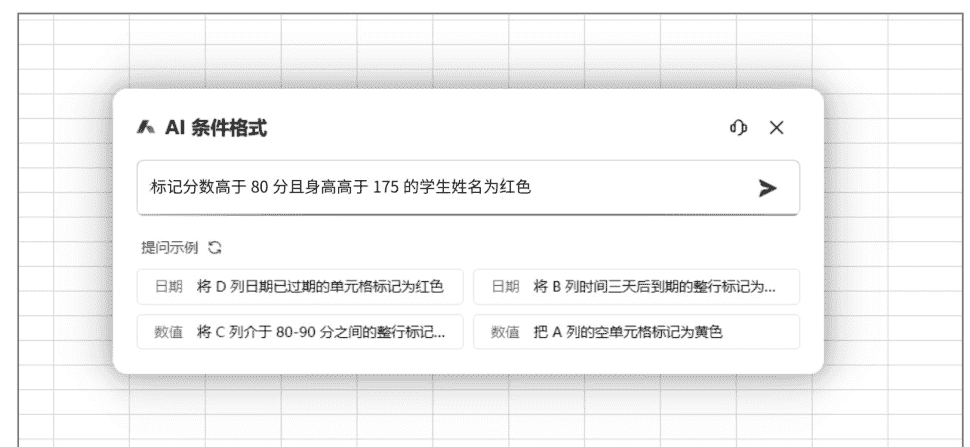 AI 条件格式
标记分数高于 80 分且身高高于 175 的学生姓名为红色
提问示例
日期 将 D 列日期已过期的单元格标记为红色
日期 将 B 列时间三天后到期的整行标记为...
数值 将 C 列介于 80-90 分之间的整行标记...
数值 把 A 列的空单元格标记为黄色